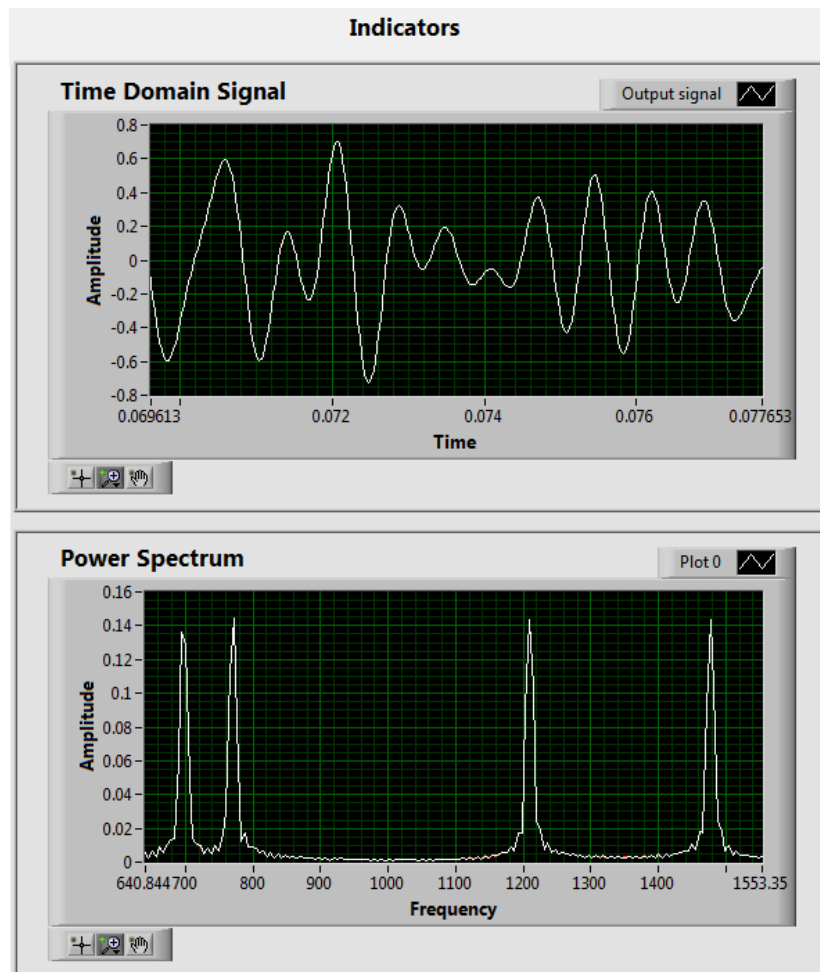 Indicators
Time Domain Signal
Output signal
0.8
0.6
0.4
0.2
0
-0.2
-0.4
-0.6
-0.8
Amplitude
0.069613 0.072 0.074 0.076 0.077653
Time
Power Spectrum
Plot 0
0.16
0.14
0.12
0.1
0.08
0.06
0.04
0.02
0
Amplitude
640.844 700 800 900 1000 1100 1200 1300 1400 1553.35
Frequency